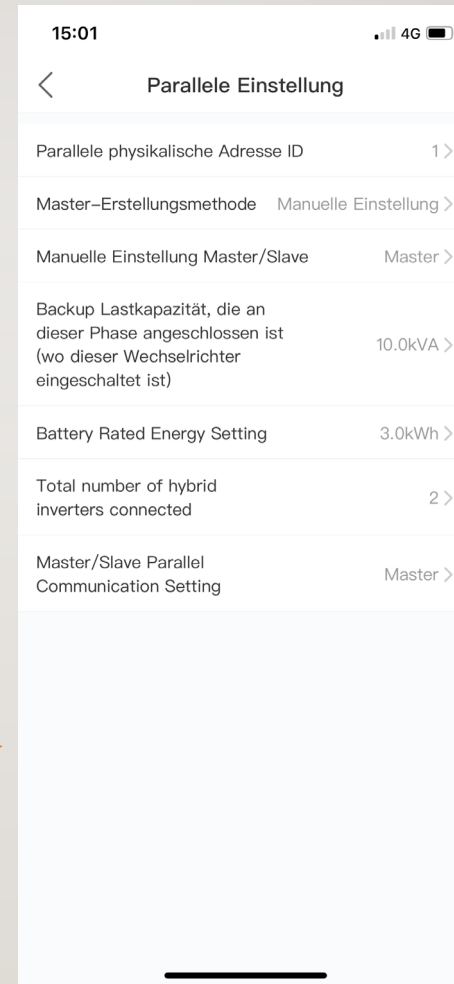 15:01
4G
Parallele Einstellung
Parallele physikalische Adresse ID 1
Master-Erstellungsmethode Manuelle Einstellung
Manuelle Einstellung Master/Slave Master
Backup Lastkapazität, die an
dieser Phase angeschlossen ist
(wo dieser Wechselrichter
eingeschaltet ist)
10.0kVA
Battery Rated Energy Setting 3.0kWh
Total number of hybrid
inverters connected
2
Master/Slave Parallel
Communication Setting
Master